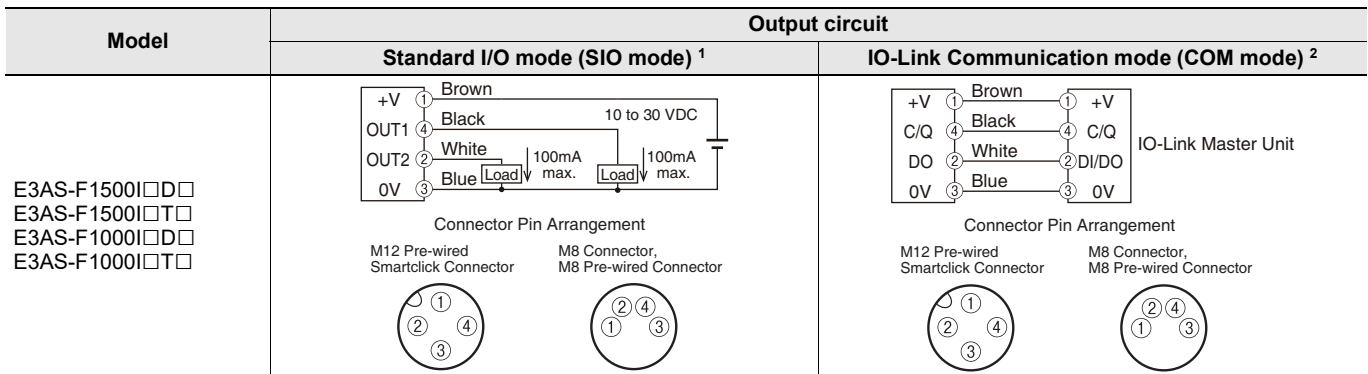 Model
Output circuit
Standard I/O mode (SIO mode) 1
IO-Link Communication mode (COM mode) 2
E3AS-F1500I□D□
E3AS-F1500I□T□
E3AS-F1000I□D□
E3AS-F1000I□T□
+V 1 Brown
OUT1 4 Black
OUT2 2 White
0V 3 Blue
10 to 30 VDC
Load 100mA max.
Load 100mA max.
Connector Pin Arrangement
M12 Pre-wired
Smartclick Connector
M8 Connector,
M8 Pre-wired Connector
1
2 4
3
2 4
1 3
+V 1 Brown 1 +V
C/Q 4 Black 4 C/Q
DO 2 White 2 DI/DO
0V 3 Blue 3 0V
IO-Link Master Unit
Connector Pin Arrangement
M12 Pre-wired
Smartclick Connector
M8 Connector,
M8 Pre-wired Connector
1
2 4
3
2 4
1 3